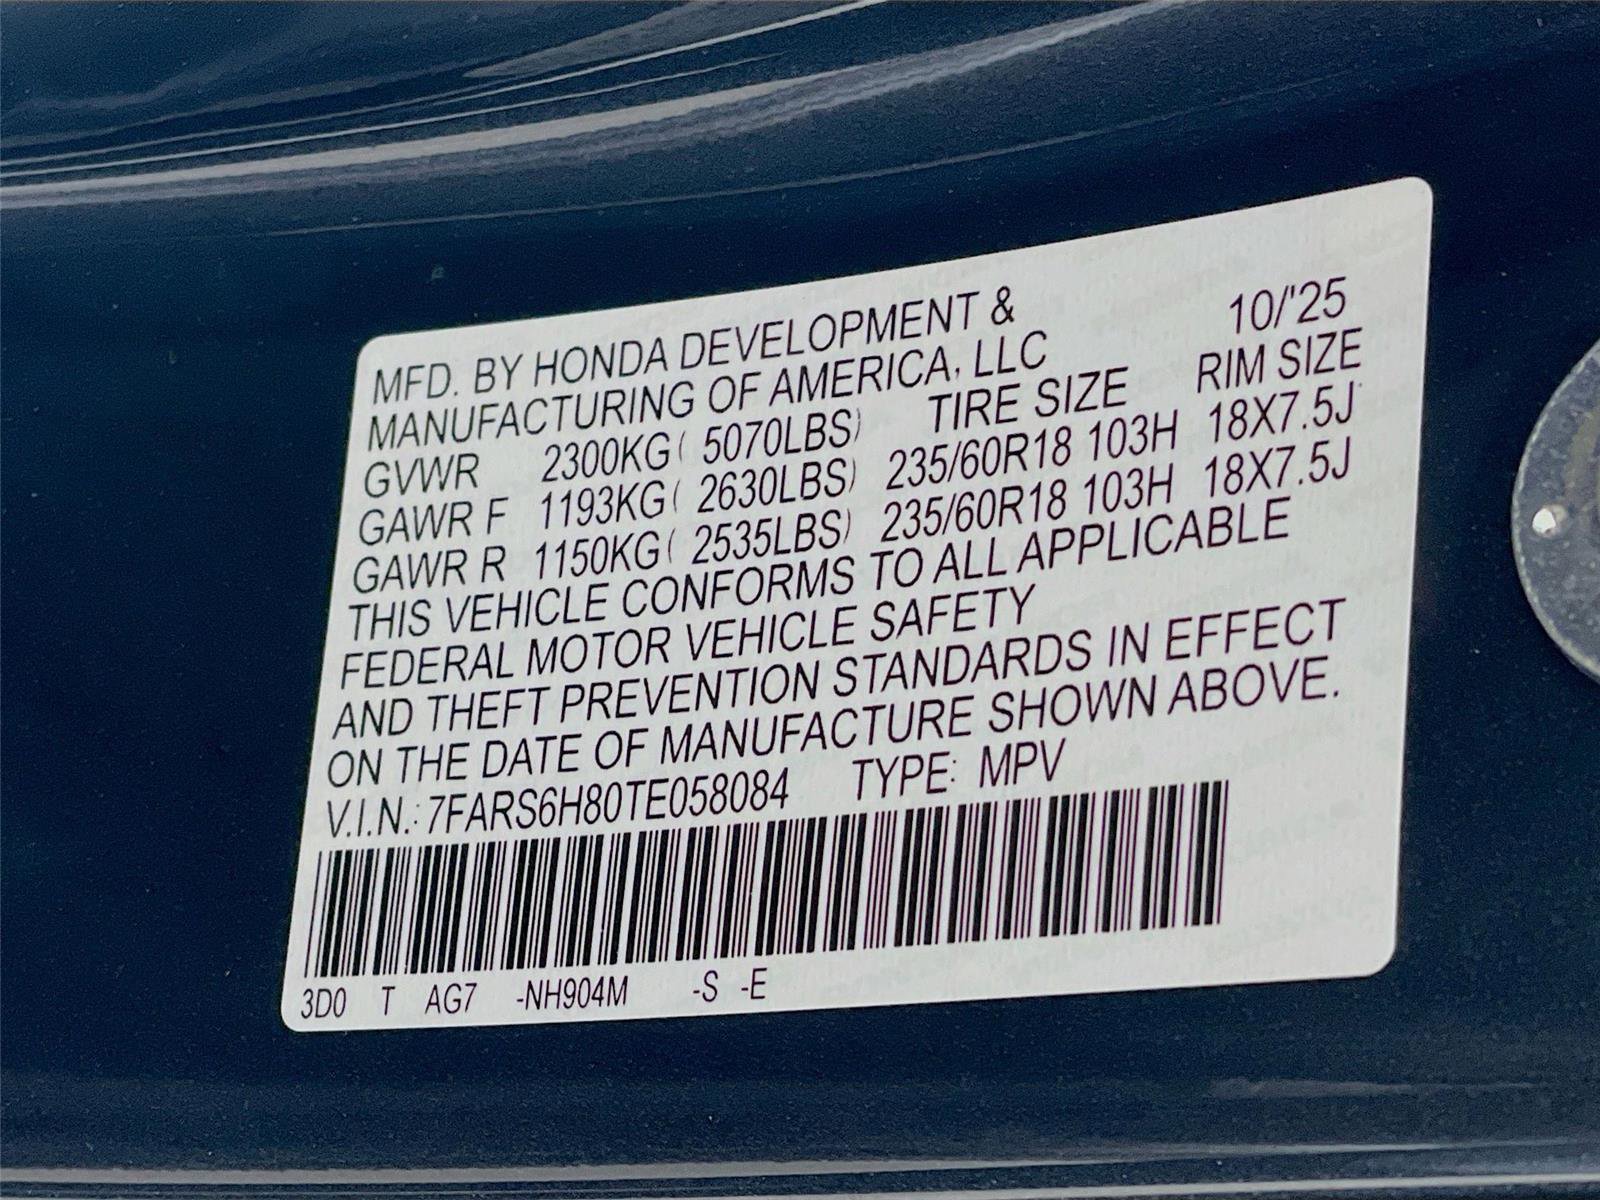 MFD. BY HONDA DEVELOPMENT & 10/'25
MANUFACTURING OF AMERICA, LLC
TIRE SIZE RIM SIZE
GVWR 2300KG( 5070LBS)
GAWR F 1193KG( 2630LBS) 235/60R18 103H 18X7.5J
GAWR R 1150KG( 2535LBS) 235/60R18 103H 18X7.5J
THIS VEHICLE CONFORMS TO ALL APPLICABLE
FEDERAL MOTOR VEHICLE SAFETY
AND THEFT PREVENTION STANDARDS IN EFFECT
ON THE DATE OF MANUFACTURE SHOWN ABOVE.
V.I.N.: 7FARS6H80TE058084 TYPE: MPV
3D0 T AG7 -NH904M -S -E